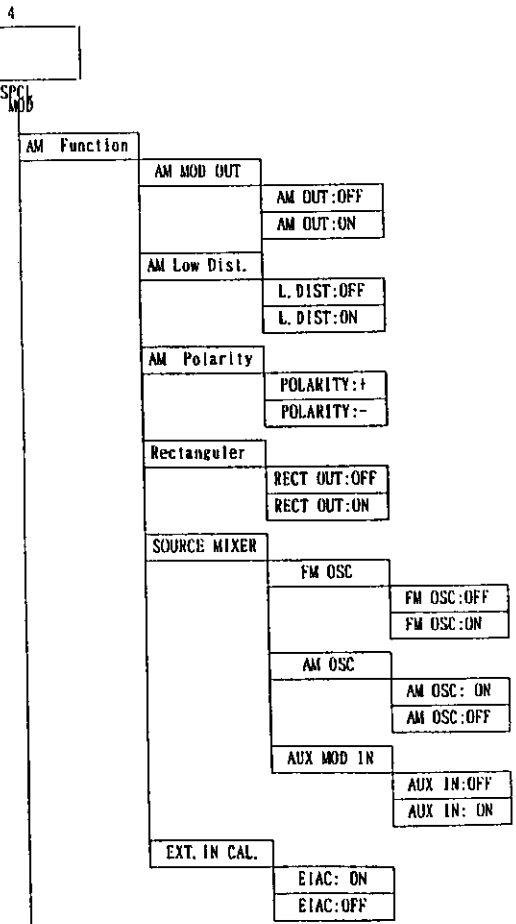 4
SPCL
MOD
AM Function
AM MOD OUT
AM OUT:OFF
AM OUT:ON
AM Low Dist.
L.DIST:OFF
L.DIST:ON
AM Polarity
POLARITY:+
POLARITY:-
Rectanguler
RECT OUT:OFF
RECT OUT:ON
SOURCE MIXER
FM OSC
FM OSC:OFF
FM OSC:ON
AM OSC
AM OSC: ON
AM OSC:OFF
AUX MOD IN
AUX IN:OFF
AUX IN: ON
EXT. IN CAL.
EIAC: ON
EIAC:OFF